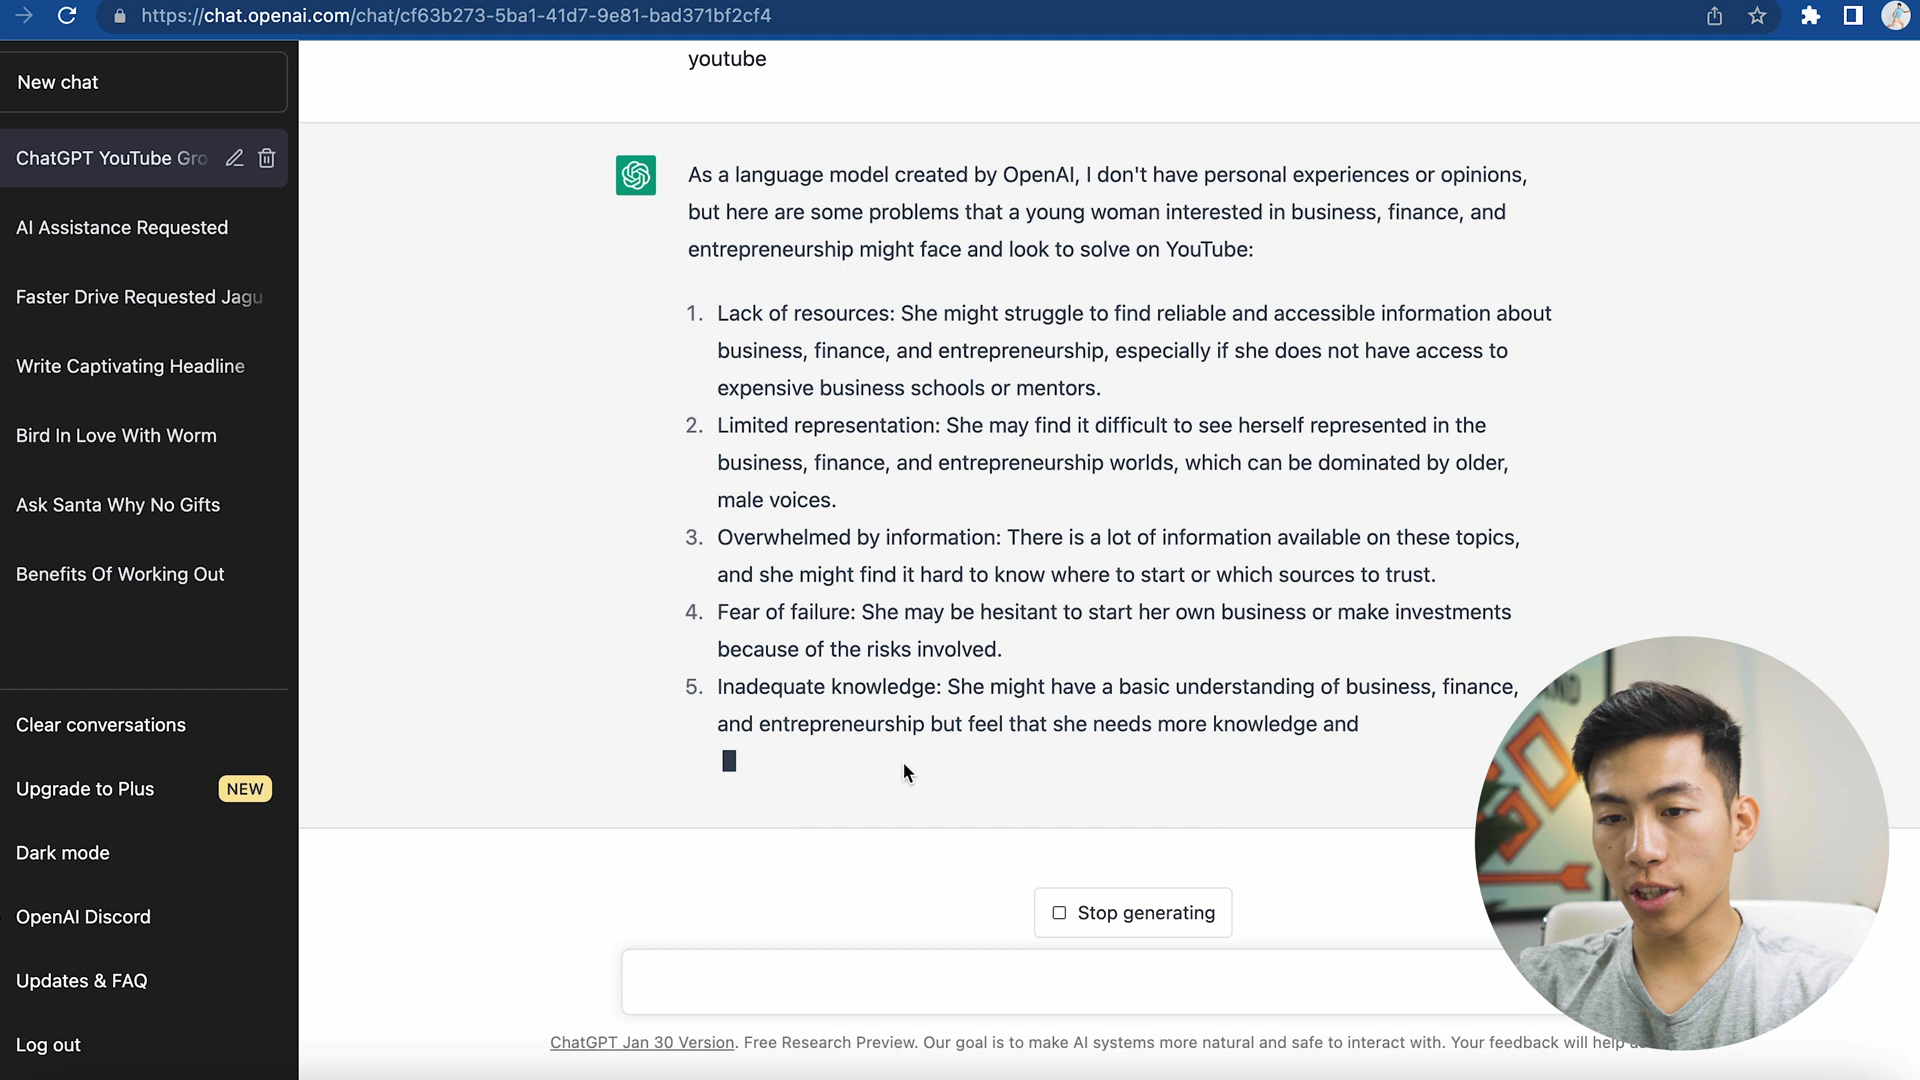 https://chat.openai.com/chat/cf63b273-5ba1-41d7-9e81-bad371bf2cf4
New chat
ChatGPT YouTube Gro
AI Assistance Requested
Faster Drive Requested Jagu
Write Captivating Headline
Bird In Love With Worm
Ask Santa Why No Gifts
Benefits Of Working Out
Clear conversations
Upgrade to Plus
NEW
Dark mode
OpenAI Discord
Updates & FAQ
Log out
youtube
As a language model created by OpenAI, I don't have personal experiences or opinions,
but here are some problems that a young woman interested in business, finance, and
entrepreneurship might face and look to solve on YouTube:
1. Lack of resources: She might struggle to find reliable and accessible information about
business, finance, and entrepreneurship, especially if she does not have access to
expensive business schools or mentors.
2. Limited representation: She may find it difficult to see herself represented in the
business, finance, and entrepreneurship worlds, which can be dominated by older,
male voices.
3. Overwhelmed by information: There is a lot of information available on these topics,
and she might find it hard to know where to start or which sources to trust.
4. Fear of failure: She may be hesitant to start her own business or make investments
because of the risks involved.
5. Inadequate knowledge: She might have a basic understanding of business, finance,
and entrepreneurship but feel that she needs more knowledge and
Stop generating
ChatGPT Jan 30 Version. Free Research Preview. Our goal is to make AI systems more natural and safe to interact with. Your feedback will help